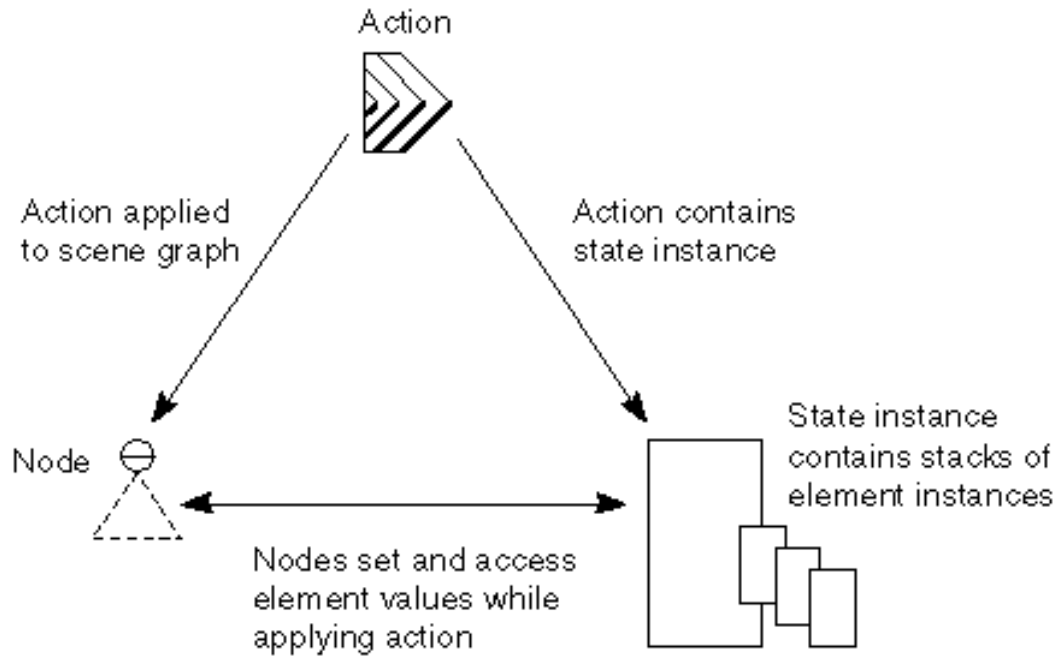 Action
Action applied
to scene graph
Action contains
state instance
Node
State instance
contains stacks of
element instances
Nodes set and access
element values while
applying action